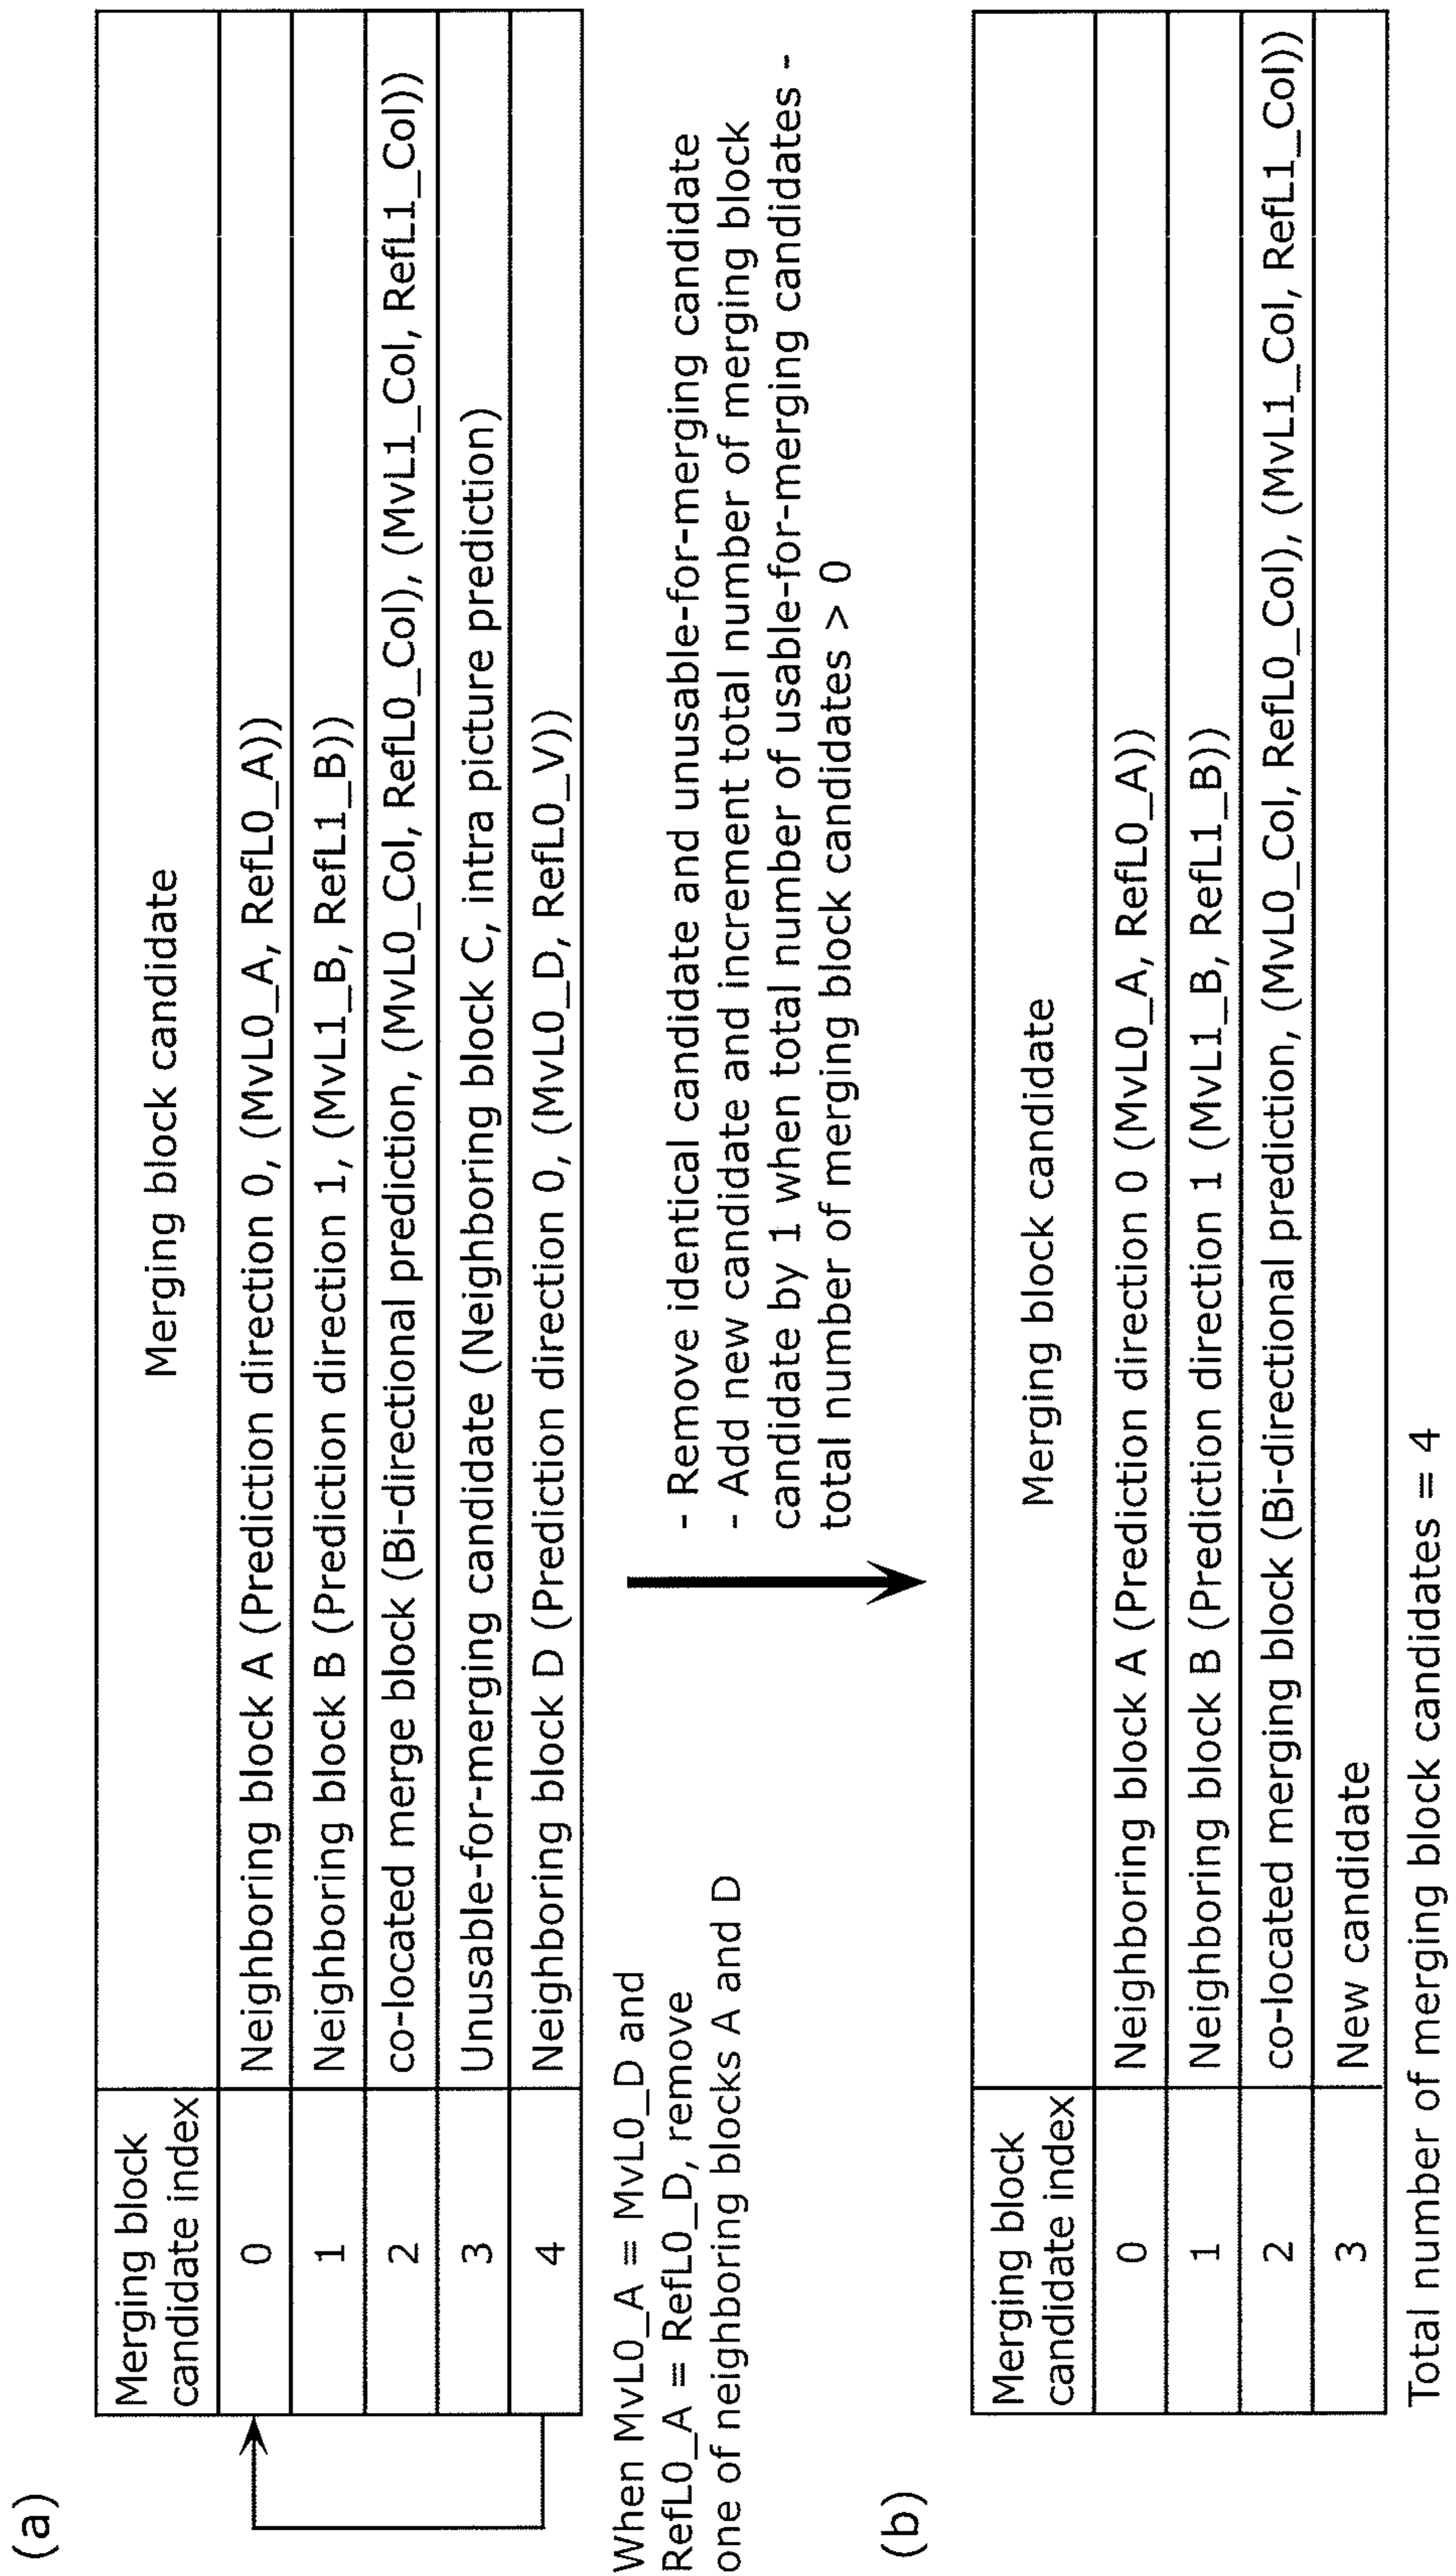 (a)
Merging block
candidate index
Merging block candidate
0
Neighboring block A (Prediction direction 0, (MvL0_A, RefL0_A))
1
Neighboring block B (Prediction direction 1, (MvL1_B, RefL1_B))
2
co-located merge block (Bi-directional prediction, (MvL0_Col, RefL0_Col), (MvL1_Col, RefL1_Col))
3
Unusable-for-merging candidate (Neighboring block C, intra picture prediction)
4
Neighboring block D (Prediction direction 0, (MvL0_D, RefL0_V))
When MvL0_A = MvL0_D and
RefL0_A = RefL0_D, remove
one of neighboring blocks A and D
- Remove identical candidate and unusable-for-merging candidate
- Add new candidate and increment total number of merging block
candidate by 1 when total number of usable-for-merging candidates -
total number of merging block candidates > 0
(b)
Merging block
candidate index
Merging block candidate
0
Neighboring block A (Prediction direction 0 (MvL0_A, RefL0_A))
1
Neighboring block B (Prediction direction 1 (MvL1_B, RefL1_B))
2
co-located merging block (Bi-directional prediction, (MvL0_Col, RefL0_Col), (MvL1_Col, RefL1_Col))
3
New candidate
Total number of merging block candidates = 4